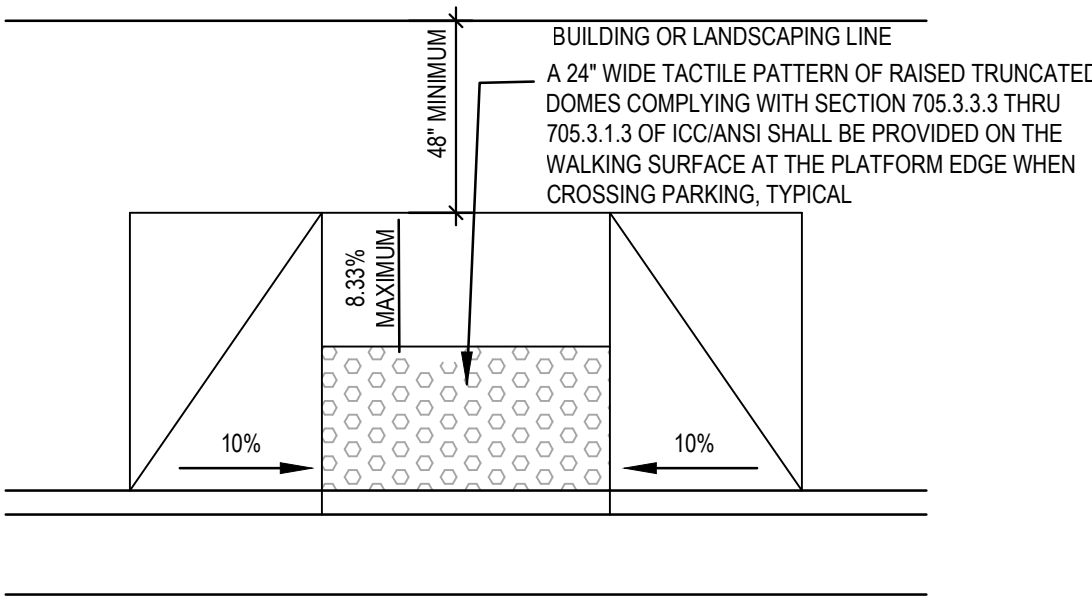 BUILDING OR LANDSCAPING LINE
A 24" WIDE TACTILE PATTERN OF RAISED TRUNCATED
DOMES COMPLYING WITH SECTION 705.3.3.3 THRU
705.3.1.3 OF ICC/ANSI SHALL BE PROVIDED ON THE
WALKING SURFACE AT THE PLATFORM EDGE WHEN
CROSSING PARKING, TYPICAL
48" MINIMUM
8.33%
MAXIMUM
10%
10%